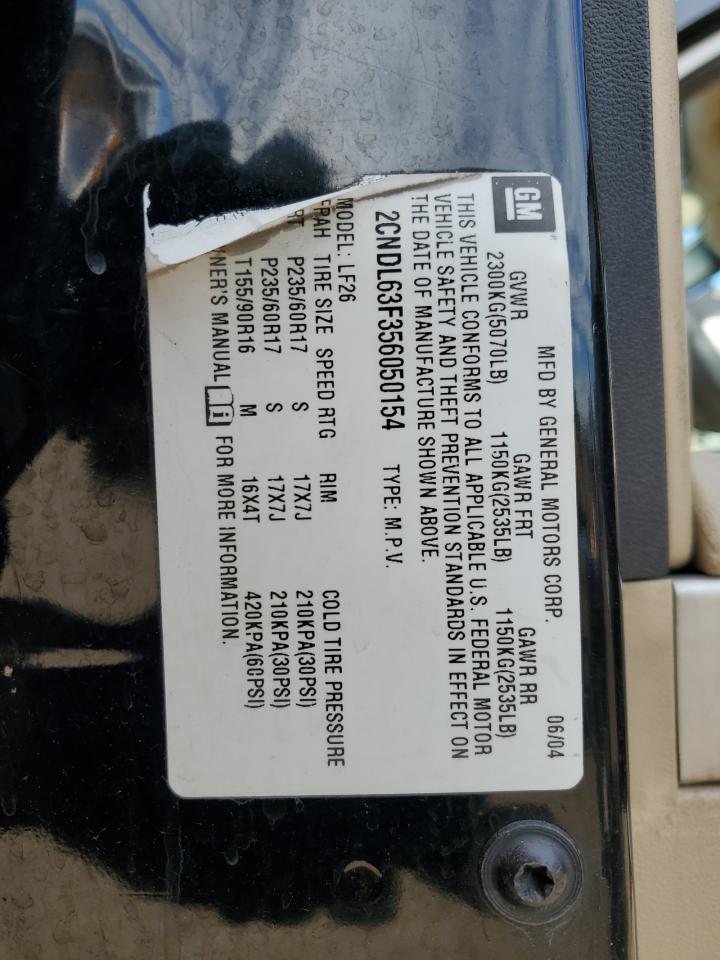 GM
MFD BY GENERAL MOTORS CORP. 06/04
GVWR GAWR FRT GAWR RR
2300KG(5070LB) 1150KG(2535LB) 1150KG(2535LB)
THIS VEHICLE CONFORMS TO ALL APPLICABLE U.S. FEDERAL MOTOR
VEHICLE SAFETY AND THEFT PREVENTION STANDARDS IN EFFECT ON
THE DATE OF MANUFACTURE SHOWN ABOVE.
2CNDL63F356050154 TYPE: M.P.V.
MODEL: LF26
TIRE SIZE SPEED RTG RIM COLD TIRE PRESSURE
RT P235/60R17 S 17X7J 210KPA(30PSI)
P235/60R17 S 17X7J 210KPA(30PSI)
T155/90R16 M 16X4T 420KPA(60PSI)
NER'S MANUAL i FOR MORE INFORMATION.